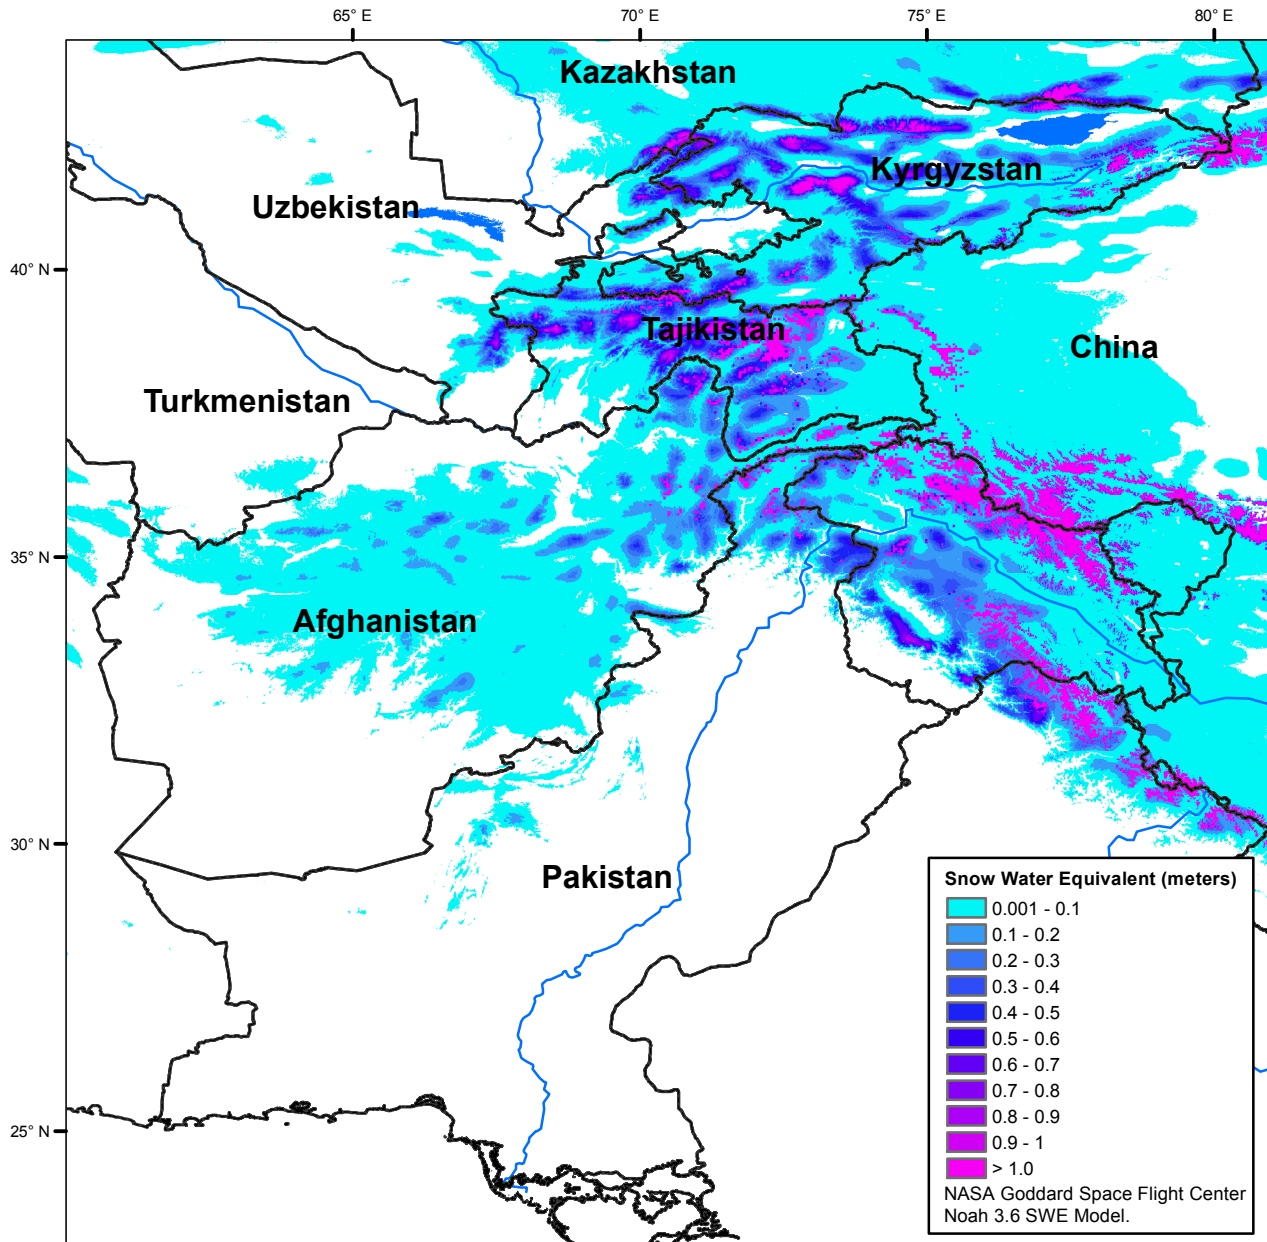 65° E
70° E
75° E
80° E
Kazakhstan
Kyrgyzstan
Uzbekistan
40° N
Tajikistan
China
Turkmenistan
35° N
Afghanistan
30° N
Pakistan
25° N
Snow Water Equivalent (meters)
0.001 - 0.1
0.1 - 0.2
0.2 - 0.3
0.3 - 0.4
0.4 - 0.5
0.5 - 0.6
0.6 - 0.7
0.7 - 0.8
0.8 - 0.9
0.9 - 1
> 1.0
NASA Goddard Space Flight Center
Noah 3.6 SWE Model.